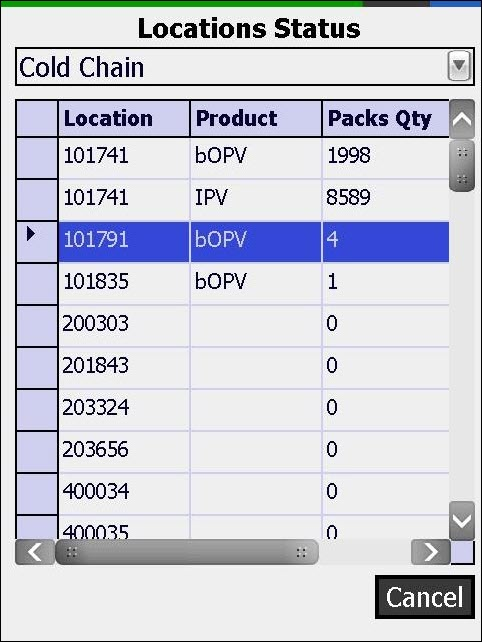 Locations Status
Cold Chain
Location Product Packs Qty
101741 bOPV 1998
101741 IPV 8589
101791 bOPV 4
101835 bOPV 1
200303 0
201843 0
203324 0
203656 0
400034 0
400035 0
Cancel